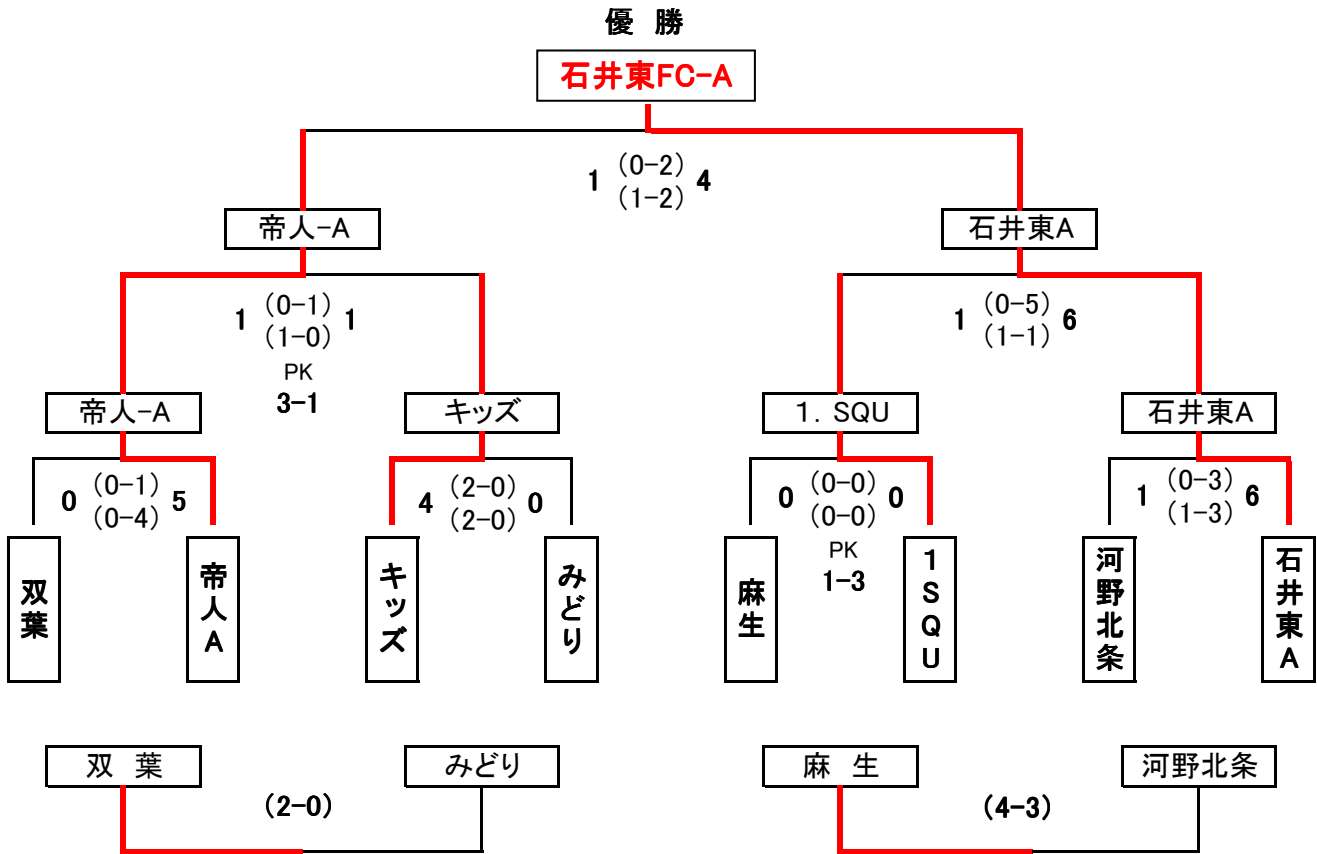 優 勝
石井東FC-A
1 (0-2) 4
(1-2)
帝人-A
石井東A
1 (0-1) 1
(1-0)
PK
3-1
1 (0-5) 6
(1-1)
帝人-A
キッズ
1. SQU
石井東A
0 (0-1) 5
(0-4)
4 (2-0) 0
(2-0)
0 (0-0) 0
(0-0)
PK
1-3
1 (0-3) 6
(1-3)
双葉
帝人A
キッズ
みどり
麻生
1SQU
河野北条
石井東A
双 葉
みどり
麻 生
河野北条
(2-0)
(4-3)